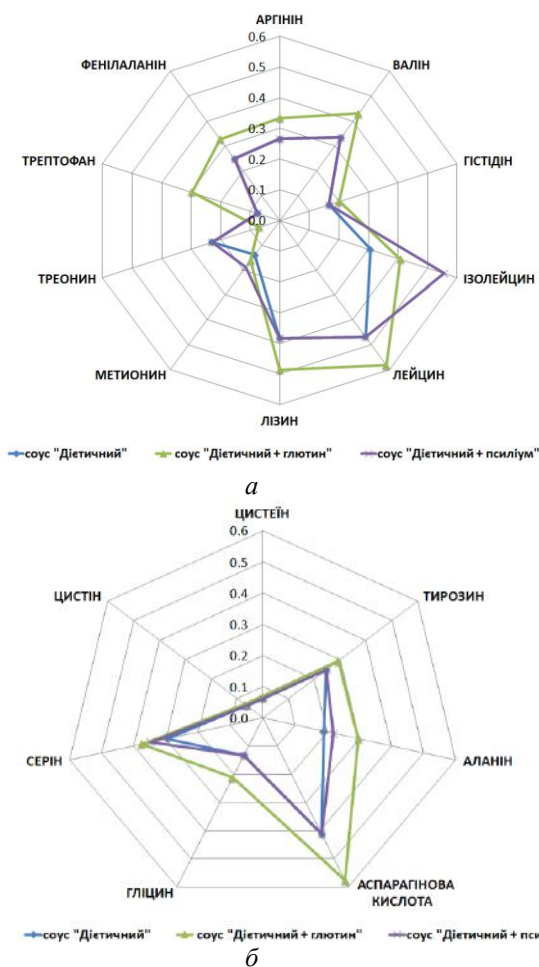 АРГІНІН
0.6
ФЕНІЛАЛАНІН
ВАЛІН
0.5
0.4
0.3
ТРЕПТОФАН
0.2
ГІСТІДІН
0.1
0.0
ТРЕОНИН
ІЗОЛЕЙЦИН
МЕТИОНИН
ЛЕЙЦИН
ЛІЗИН
соус "Дієтичний" соус "Дієтичний + глютин" соус "Дієтичний + псиліум"
а
ЦИСТЕЇН
0.6
0.5
ЦИСТІН
ТИРОЗИН
0.4
0.3
0.2
0.1
0.0
СЕРІН
АЛАНІН
ГЛІЦИН
АСПАРАГІНОВА
КИСЛОТА
соус "Дієтичний" соус "Дієтичний + глютин" соус "Дієтичний + пси
б